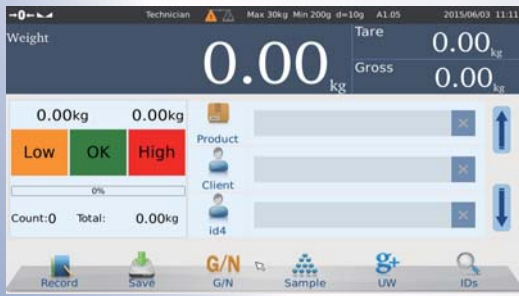 →0← Technician Max 30kg Min 200g d=10g A1.05 2015/06/03 11:11
Weight 0.00 kg
Tare 0.00 kg
Gross 0.00 kg
0.00kg 0.00kg
Low OK High
0%
Count:0 Total: 0.00kg
Product
Client
id4
Record Save G/N G/N Sample g+ UW IDs